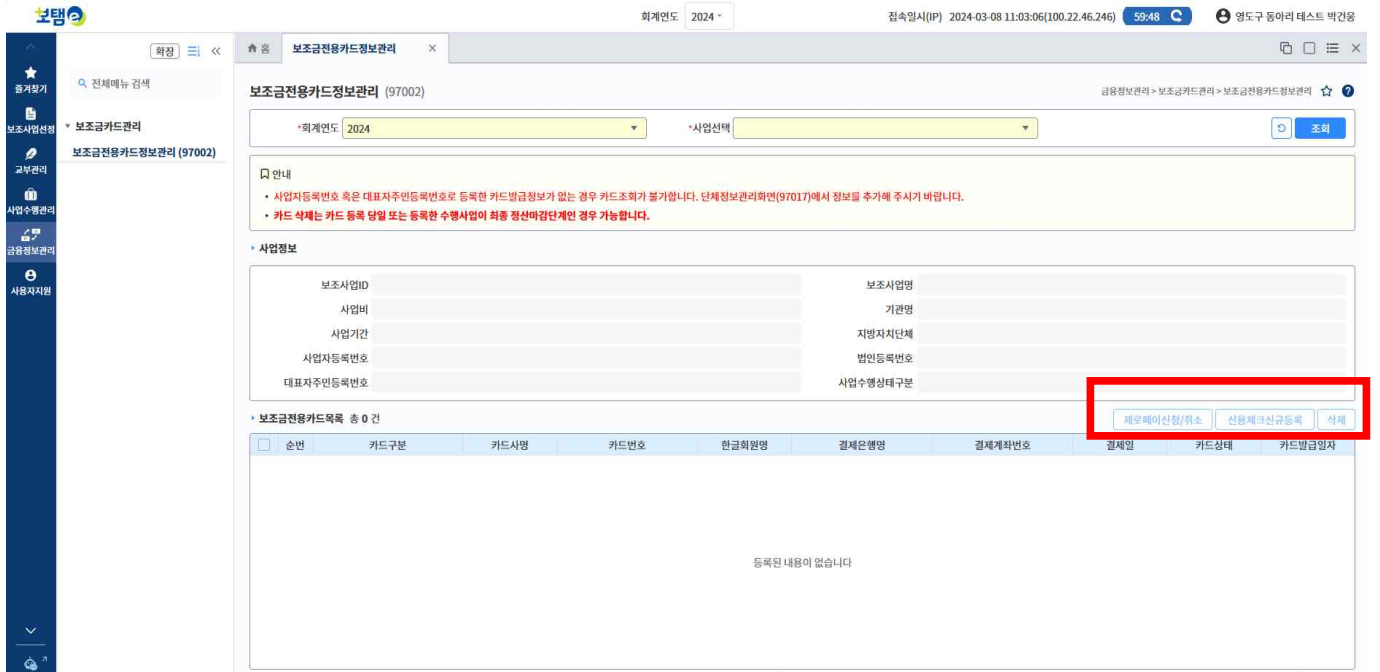 보탬e
회계연도 2024
접속일시(IP) 2024-03-08 11:03:06(100.22.46.246) 59:48
영도구 동아리 테스트 박건웅
확장
홈 보조금전용카드정보관리
즐겨찾기
보조사업선정
교부관리
사업수행관리
금융정보관리
사용자지원
전체메뉴 검색
보조금카드관리
보조금전용카드정보관리 (97002)
보조금전용카드정보관리 (97002)
금융정보관리 > 보조금카드관리 > 보조금전용카드정보관리
*회계연도 2024 *사업선택 조회
안내
• 사업자등록번호 혹은 대표자주민등록번호로 등록한 카드발급정보가 없는 경우 카드조회가 불가합니다. 단체정보관리화면(97017)에서 정보를 추가해 주시기 바랍니다.
• 카드 삭제는 카드 등록 당일 또는 등록한 수행사업이 최종 정산마감단계인 경우 가능합니다.
사업정보
보조사업ID 보조사업명
사업비 기관명
사업기간 지방자치단체
사업자등록번호 법인등록번호
대표자주민등록번호 사업수행상태구분
보조금전용카드목록 총 0 건
제로페이신청/취소 신용체크신규등록 삭제
순번 카드구분 카드사명 카드번호 한글회원명 결제은행명 결제계좌번호 결제일 카드상태 카드발급일자
등록된 내용이 없습니다